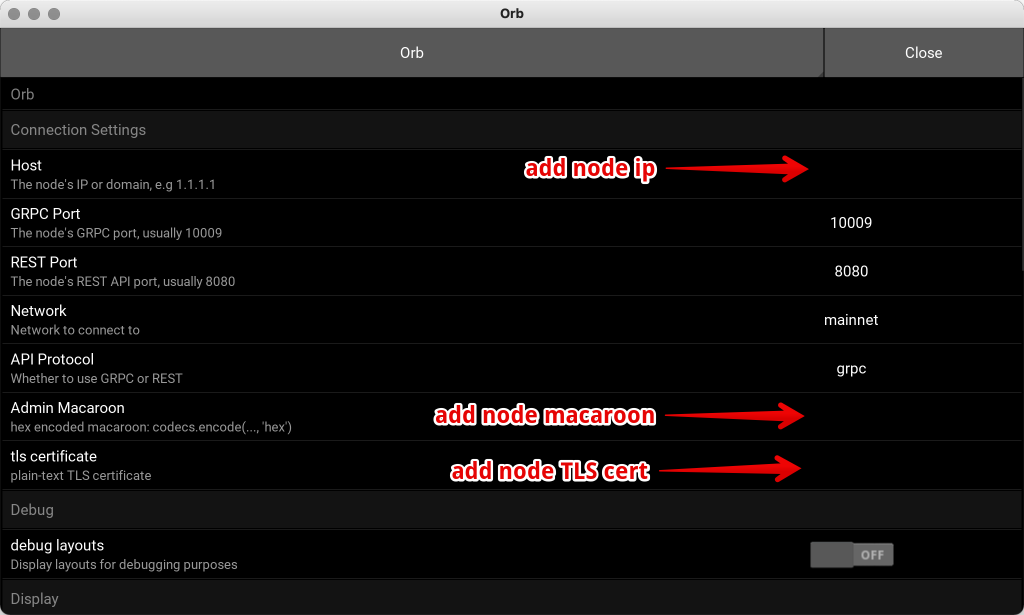 Orb
Orb Close
Orb
Connection Settings
Host
add node ip
The node's IP or domain, e.g 1.1.1.1
GRPC Port
10009
The node's GRPC port, usually 10009
REST Port
8080
The node's REST API port, usually 8080
Network
mainnet
Network to connect to
API Protocol
grpc
Whether to use GRPC or REST
Admin Macaroon
add node macaroon
hex encoded macaroon: codecs.encode(..., 'hex')
tls certificate
add node TLS cert
plain-text TLS certificate
Debug
debug layouts
OFF
Display layouts for debugging purposes
Display